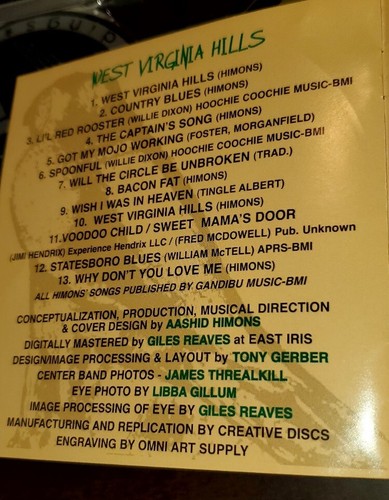 WEST VIRGINIA HILLS
1. WEST VIRGINIA HILLS (HIMONS)
2. COUNTRY BLUES (HIMONS)
3. LI'L RED ROOSTER (WILLIE DIXON) HOOCHIE COOCHIE MUSIC-BMI
4. THE CAPTAIN'S SONG (HIMONS)
5. GOT MY MOJO WORKING (FOSTER, MORGANFIELD)
6. SPOONFUL (WILLIE DIXON) HOOCHIE COOCHIE MUSIC-BMI
7. WILL THE CIRCLE BE UNBROKEN (TRAD.)
8. BACON FAT (HIMONS)
9. WISH I WAS IN HEAVEN (TINGLE ALBERT)
10. WEST VIRGINIA HILLS (HIMONS)
11.VOODOO CHILD / SWEET MAMA'S DOOR
(JIMI HENDRIX) Experience Hendrix LLC / (FRED McDOWELL) Pub. Unknown
12. STATESBORO BLUES (WILLIAM McTELL) APRS-BMI
13. WHY DON'T YOU LOVE ME (HIMONS)
ALL HIMONS' SONGS PUBLISHED BY GANDIBU MUSIC-BMI
CONCEPTUALIZATION, PRODUCTION, MUSICAL DIRECTION
& COVER DESIGN by AASHID HIMONS
DIGITALLY MASTERED by GILES REAVES at EAST IRIS
DESIGN/IMAGE PROCESSING & LAYOUT by TONY GERBER
CENTER BAND PHOTOS - JAMES THREALKILL
EYE PHOTO BY LIBBA GILLUM
IMAGE PROCESSING OF EYE BY GILES REAVES
MANUFACTURING AND REPLICATION BY CREATIVE DISCS
ENGRAVING BY OMNI ART SUPPLY